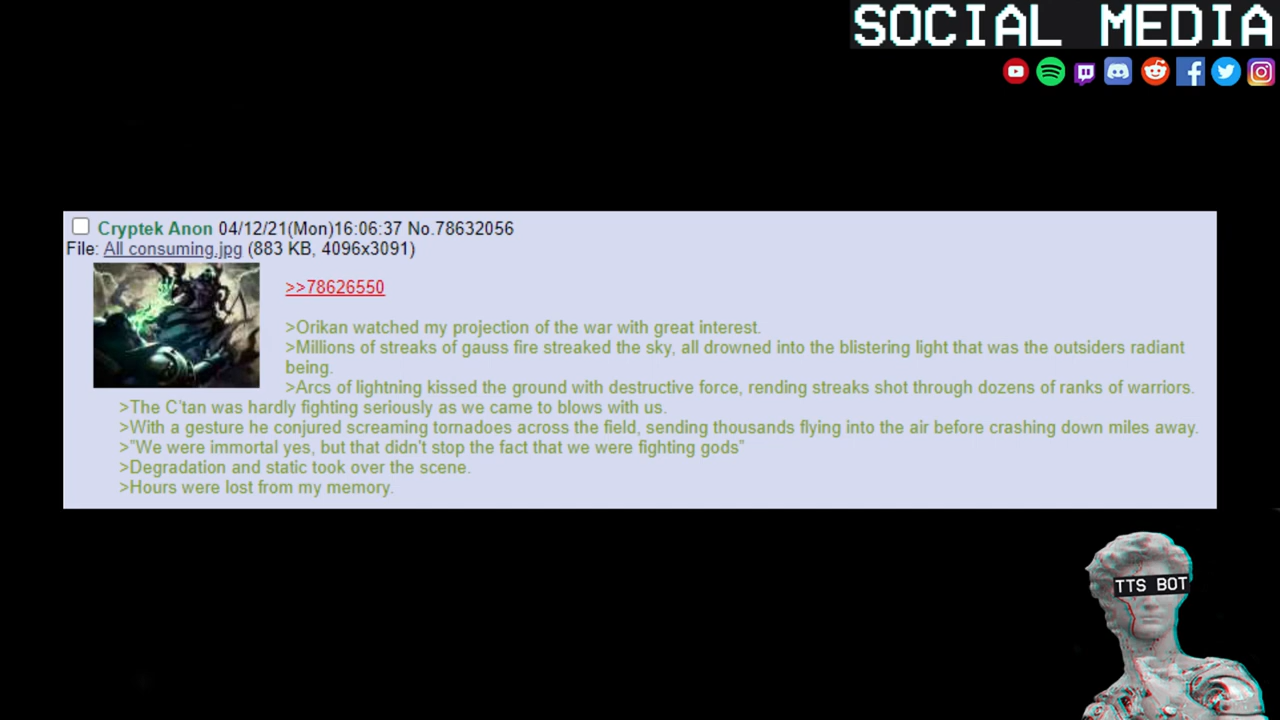 SOCIAL MEDIA
Cryptek Anon 04/12/21(Mon)16:06:37 No.78632056
File: All consuming.jpg (883 KB, 4096x3091)
>>78626550
>Orikan watched my projection of the war with great interest.
>Millions of streaks of gauss fire streaked the sky, all drowned into the blistering light that was the outsiders radiant
being.
>Arcs of lightning kissed the ground with destructive force, rending streaks shot through dozens of ranks of warriors.
>The C'tan was hardly fighting seriously as we came to blows with us.
>With a gesture he conjured screaming tornadoes across the field, sending thousands flying into the air before crashing down miles away.
>"We were immortal yes, but that didn't stop the fact that we were fighting gods"
>Degradation and static took over the scene.
>Hours were lost from my memory.
TTS BOT